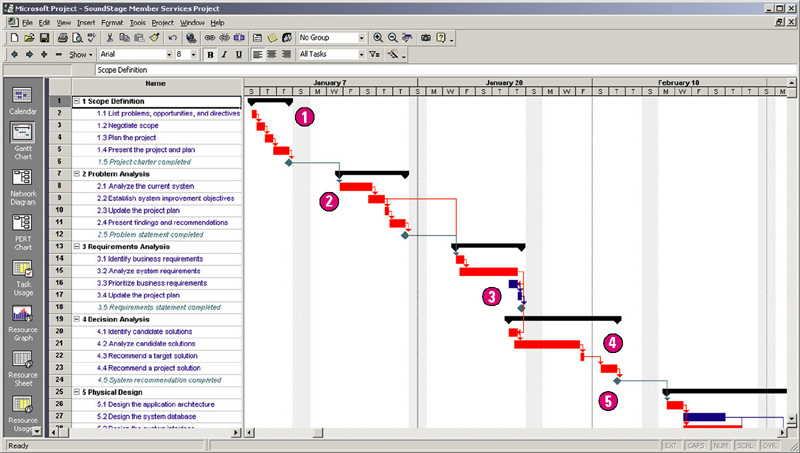 Microsoft Project - SoundStage Member Services Project
File Edit View Insert Format Tools Project Window Help
No Group
Show Arial 8 B I U All Tasks
Scope Definition
Name
January 7 January 28 February 18
S T T S M W F S T T S M W F S T T S M
Calendar
Gantt Chart
Network Diagram
PERT Chart
Task Usage
Resource Graph
Resource Sheet
Resource Usage
1 1 Scope Definition
2 1.1 List problems, opportunities, and directives
3 1.2 Negotiate scope
4 1.3 Plan the project
5 1.4 Present the project and plan
6 1.5 Project charter completed
7 2 Problem Analysis
8 2.1 Analyze the current system
9 2.2 Establish system improvement objectives
10 2.3 Update the project plan
11 2.4 Present findings and recommendations
12 2.5 Problem statement completed
13 3 Requirements Analysis
14 3.1 Identify business requirements
15 3.2 Analyze system requirements
16 3.3 Prioritize business requirements
17 3.4 Update the project plan
18 3.5 Requirements statement completed
19 4 Decision Analysis
20 4.1 Identify candidate solutions
21 4.2 Analyze candidate solutions
22 4.3 Recommend a target solution
23 4.4 Recommend a project solution
24 4.5 System recommendation completed
25 5 Physical Design
26 5.1 Design the application architecture
27 5.2 Design the system database
28 5.3 Design the system interface
1
2
3
4
5
Ready EXT CAPS NUM SCRL OVR